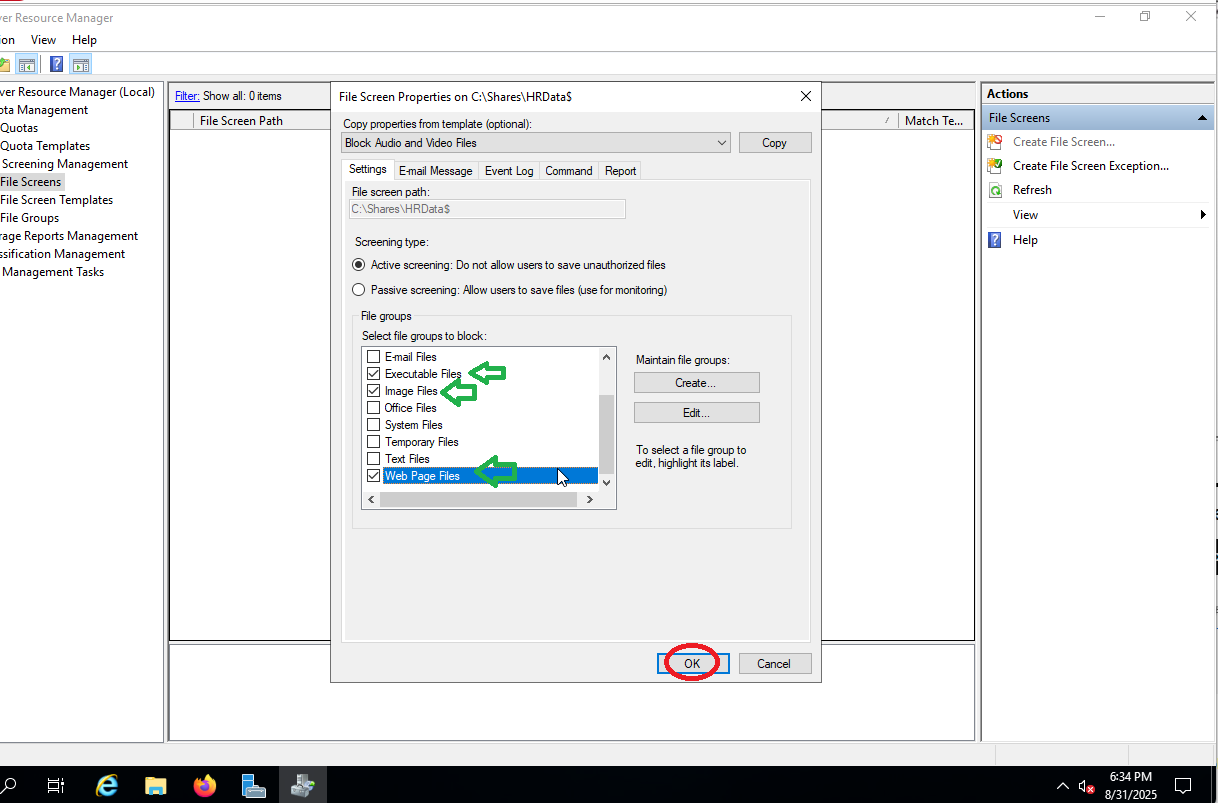 ver Resource Manager
ion View Help
ver Resource Manager (Local)
ota Management
Quotas
Quota Templates
Screening Management
File Screens
File Screen Templates
File Groups
rage Reports Management
ssification Management
Management Tasks
Filter: Show all: 0 items
File Screen Path
/ Match Te...
File Screen Properties on C:\Shares\HRData$
Copy properties from template (optional):
Block Audio and Video Files
Copy
Settings E-mail Message Event Log Command Report
File screen path:
C:\Shares\HRData$
Screening type:
Active screening: Do not allow users to save unauthorized files
Passive screening: Allow users to save files (use for monitoring)
File groups
Select file groups to block:
E-mail Files
Executable Files
Image Files
Office Files
System Files
Temporary Files
Text Files
Web Page Files
Maintain file groups:
Create...
Edit...
To select a file group to
edit, highlight its label.
OK Cancel
Actions
File Screens
Create File Screen...
Create File Screen Exception...
Refresh
View
Help
6:34 PM
8/31/2025